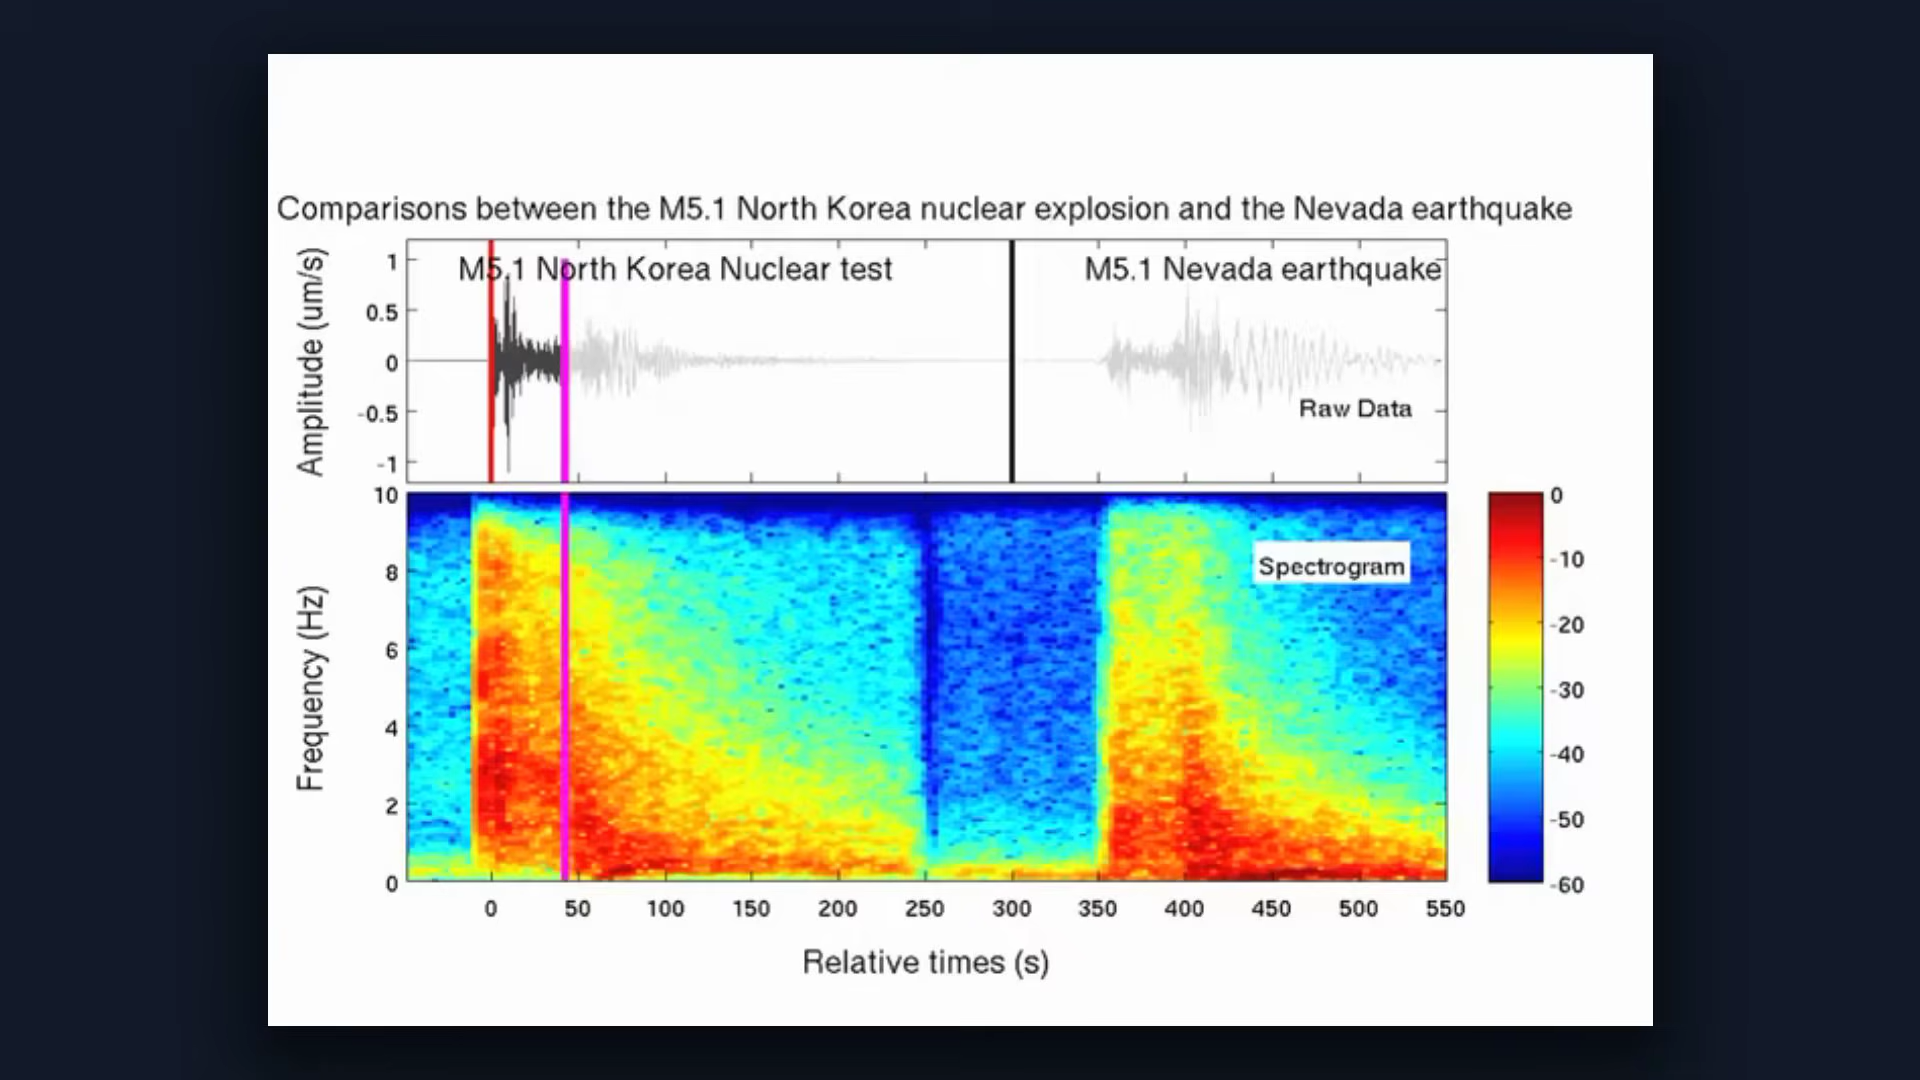 Comparisons between the M5.1 North Korea nuclear explosion and the Nevada earthquake
M5.1 North Korea Nuclear test
M5.1 Nevada earthquake
Amplitude (um/s)
1
0.5
0
-0.5
-1
Raw Data
Frequency (Hz)
10
8
6
4
2
0
Spectrogram
0
-10
-20
-30
-40
-50
-60
0 50 100 150 200 250 300 350 400 450 500 550
Relative times (s)